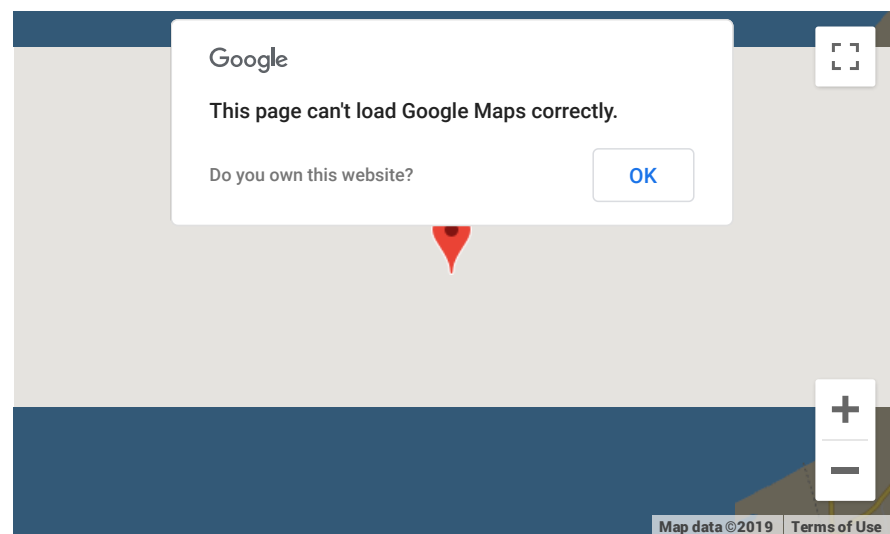 Google
This page can't load Google Maps correctly.
Do you own this website?
OK
Map data ©2019
Terms of Use